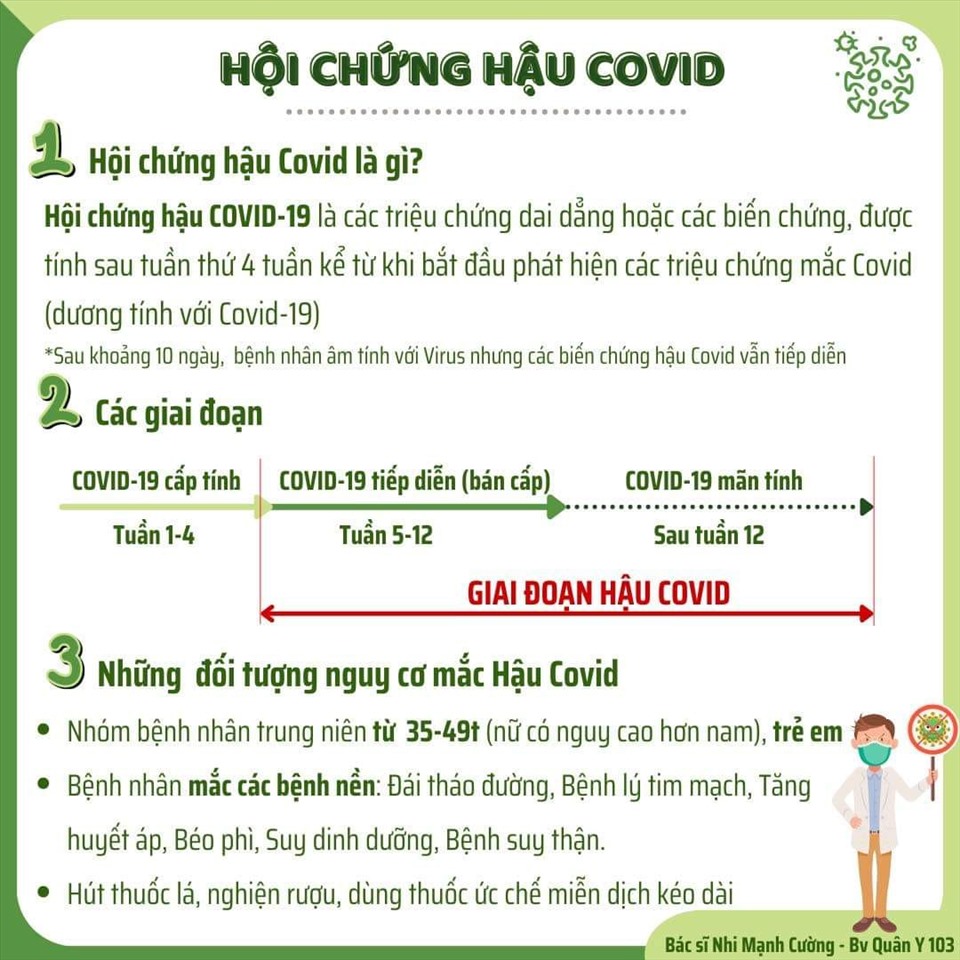 HỘI CHỨNG HẬU COVID
1 Hội chứng hậu Covid là gì?
Hội chứng hậu COVID-19 là các triệu chứng dai dẳng hoặc các biến chứng, được
tính sau tuần thứ 4 tuần kể từ khi bắt đầu phát hiện các triệu chứng mắc Covid
(dương tính với Covid-19)
*Sau khoảng 10 ngày, bệnh nhân âm tính với Virus nhưng các biến chứng hậu Covid vẫn tiếp diễn
2 Các giai đoạn
COVID-19 cấp tính COVID-19 tiếp diễn (bán cấp) COVID-19 mãn tính
Tuần 1-4 Tuần 5-12 Sau tuần 12
GIAI ĐOẠN HẬU COVID
3 Những đối tượng nguy cơ mắc Hậu Covid
• Nhóm bệnh nhân trung niên từ 35-49t (nữ có nguy cao hơn nam), trẻ em
• Bệnh nhân mắc các bệnh nền: Đái tháo đường, Bệnh lý tim mạch, Tăng
huyết áp, Béo phì, Suy dinh dưỡng, Bệnh suy thận.
• Hút thuốc lá, nghiện rượu, dùng thuốc ức chế miễn dịch kéo dài
Bác sĩ Nhi Mạnh Cường - Bv Quân Y 103